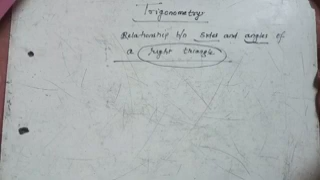 Trigonometry
Relationship b/n sides and angles of
a right triangle